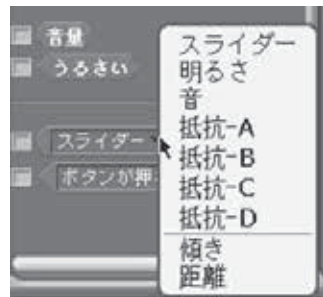 音量
うるさい
スライダー
ボタンが押
スライダー
明るさ
音
抵抗-A
抵抗-B
抵抗-C
抵抗-D
傾き
距離